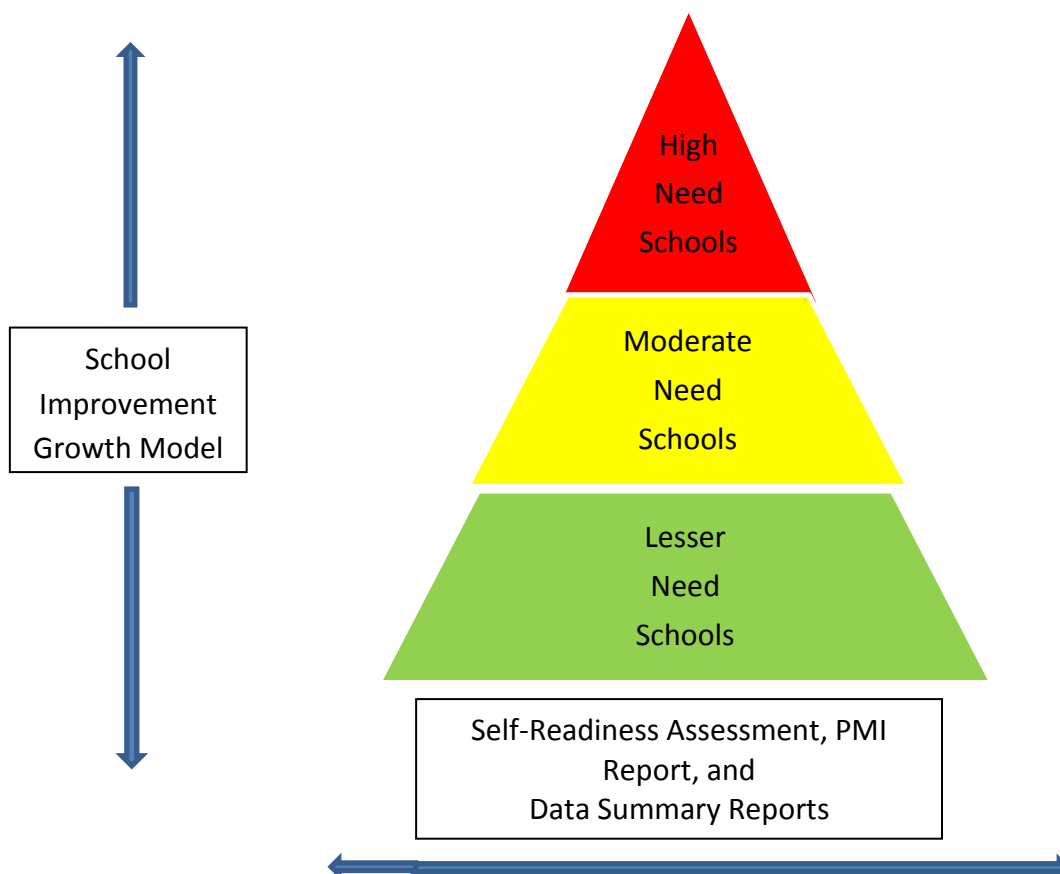 High
Need
Schools
School
Improvement
Growth Model
Moderate
Need
Schools
Lesser
Need
Schools
Self-Readiness Assessment, PMI
Report, and
Data Summary Reports